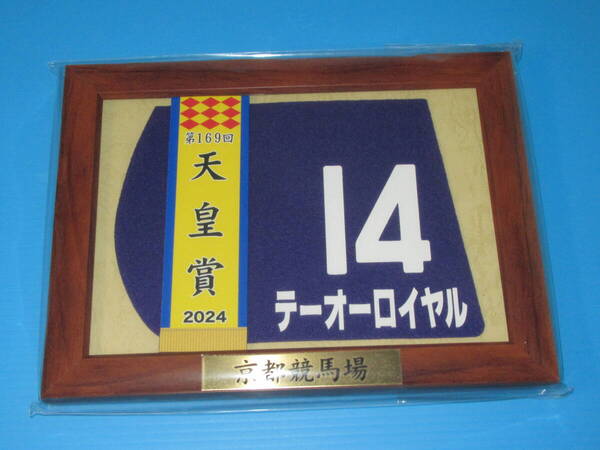 第169回
天皇賞
2024
14
テーオーロイヤル
京都競馬場